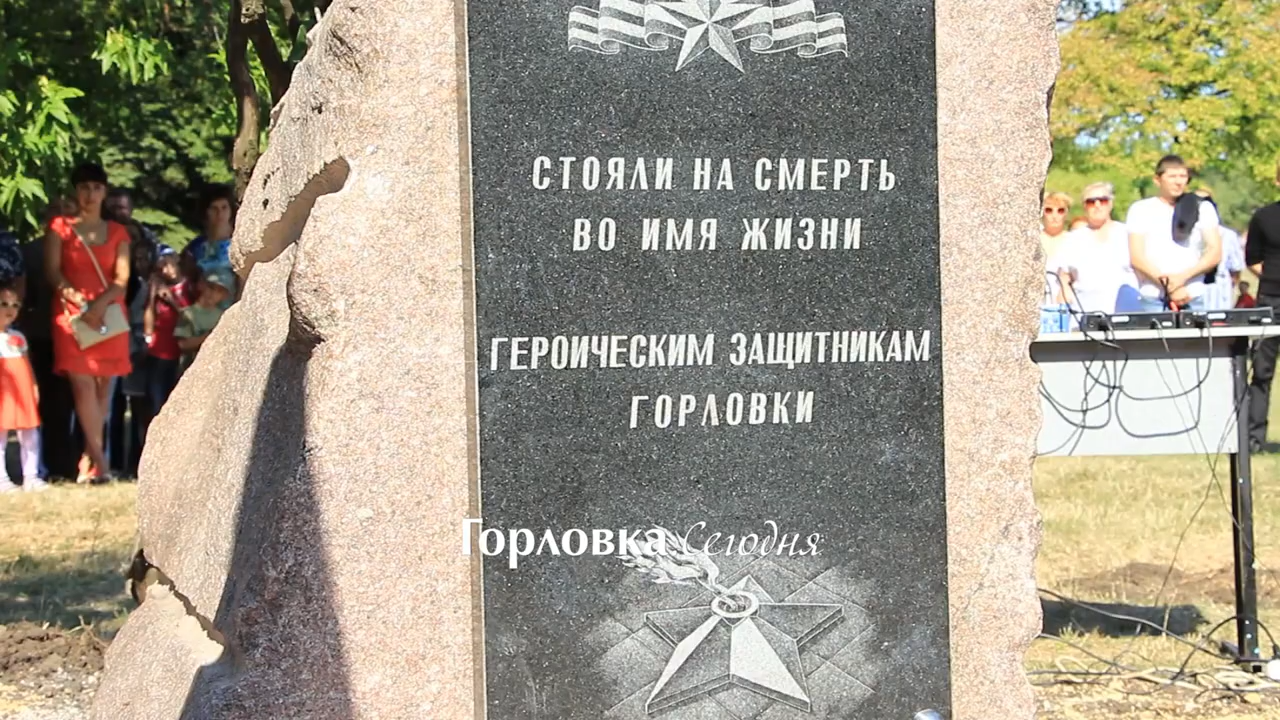 СТОЯЛИ НА СМЕРТЬ
ВО ИМЯ ЖИЗНИ
ГЕРОИЧЕСКИМ ЗАЩИТНИКАМ
ГОРЛОВКИ
Горловка Сегодня